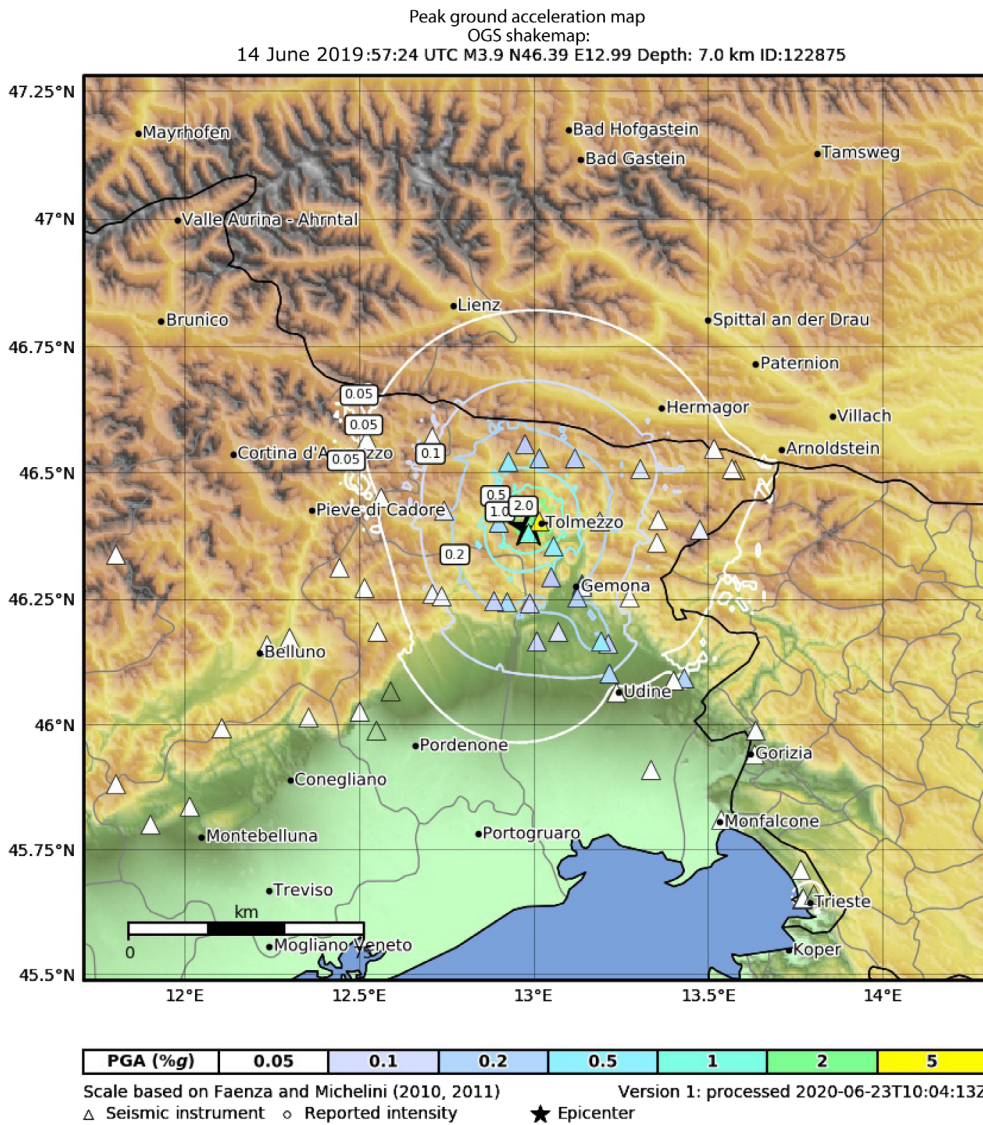 Peak ground acceleration map
OGS shakemap:
14 June 2019:57:24 UTC M3.9 N46.39 E12.99 Depth: 7.0 km ID:122875
47.25°N
Mayrhofen
Bad Hofgastein
Bad Gastein
Tamsweg
47°N
Valle Aurina - Ahrntal
Lienz
Brunico
Spittal an der Drau
46.75°N
Paternion
0.05
Hermagor
Villach
0.05
Cortina d'A zzo
0.05
0.1
Arnoldstein
46.5°N
0.5
2.0
Pieve di Cadore
1.0
Tolmezzo
0.2
Gemona
46.25°N
Belluno
Udine
46°N
Pordenone
Gorizia
Conegliano
Monfalcone
Montebelluna
Portogruaro
45.75°N
Treviso
Trieste
km
0
Mogliano Veneto
Koper
45.5°N
12°E
12.5°E
13°E
13.5°E
14°E
PGA (%g) 0.05 0.1 0.2 0.5 1 2 5
Scale based on Faenza and Michelini (2010, 2011) Version 1: processed 2020-06-23T10:04:13Z
Seismic instrument Reported intensity Epicenter